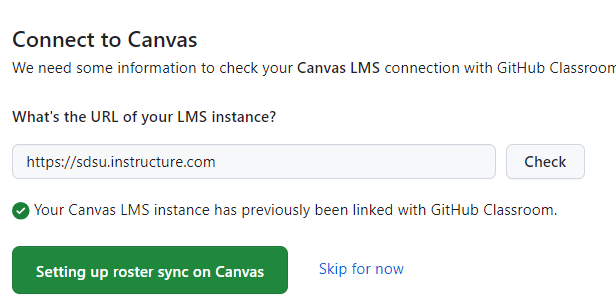 Connect to Canvas
We need some information to check your Canvas LMS connection with GitHub Classroom
What's the URL of your LMS instance?
https://sdsu.instructure.com
Check
Your Canvas LMS instance has previously been linked with GitHub Classroom.
Setting up roster sync on Canvas
Skip for now